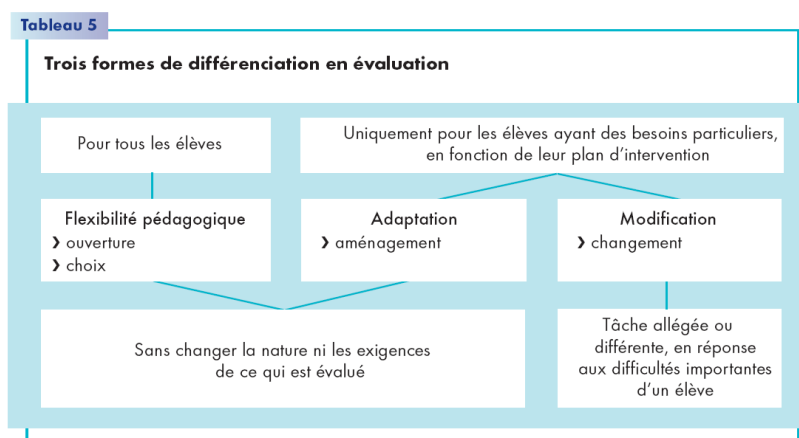 Tableau 5
Trois formes de différenciation en évaluation
Pour tous les élèves
Uniquement pour les élèves ayant des besoins particuliers,
en fonction de leur plan d'intervention
Flexibilité pédagogique
❯ ouverture
❯ choix
Adaptation
❯ aménagement
Modification
❯ changement
Sans changer la nature ni les exigences
de ce qui est évalué
Tâche allégée ou
différente, en réponse
aux difficultés importantes
d'un élève